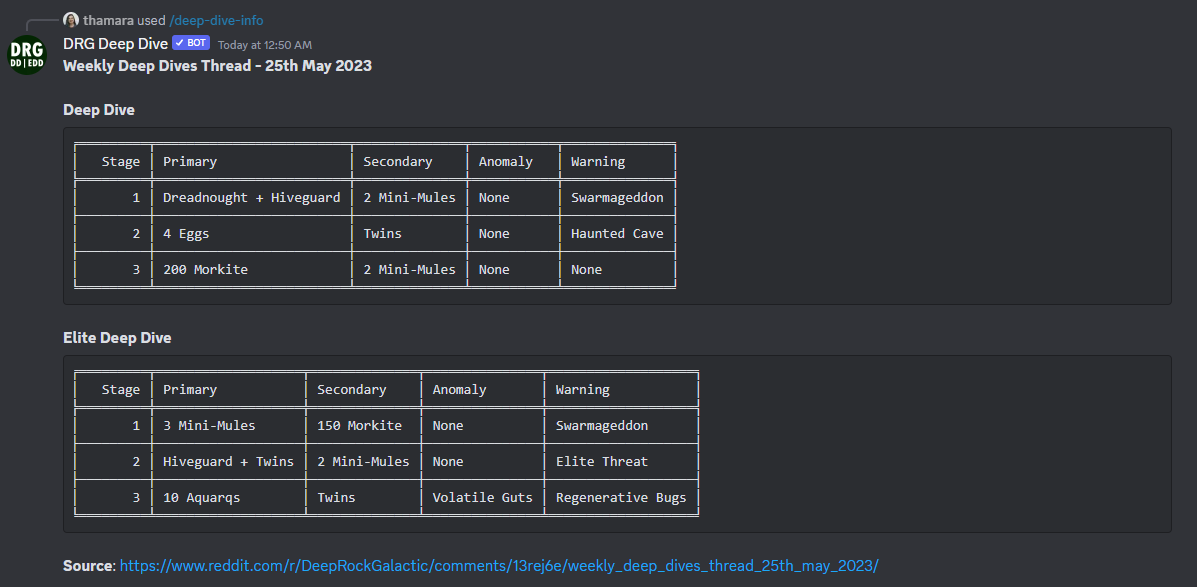 thamara used /deep-dive-info
DRG
DD | EDD
DRG Deep Dive ✓ BOT Today at 12:50 AM
Weekly Deep Dives Thread - 25th May 2023
Deep Dive
Stage | Primary | Secondary | Anomaly | Warning
1 | Dreadnought + Hiveguard | 2 Mini-Mules | None | Swarmageddon
2 | 4 Eggs | Twins | None | Haunted Cave
3 | 200 Morkite | 2 Mini-Mules | None | None
Elite Deep Dive
Stage | Primary | Secondary | Anomaly | Warning
1 | 3 Mini-Mules | 150 Morkite | None | Swarmageddon
2 | Hiveguard + Twins | 2 Mini-Mules | None | Elite Threat
3 | 10 Aquarqs | Twins | Volatile Guts | Regenerative Bugs
Source: https://www.reddit.com/r/DeepRockGalactic/comments/13rej6e/weekly_deep_dives_thread_25th_may_2023/